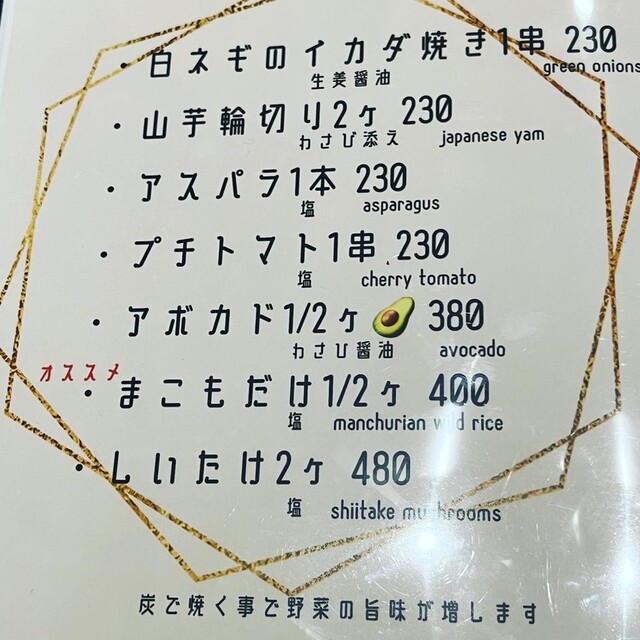 ・白ネギのイカダ焼き1串 230
生姜醤油 green onions
・山芋輪切り2ヶ 230
わさび添え japanese yam
・アスパラ1本 230
塩 asparagus
・プチトマト1串 230
塩 cherry tomato
・アボカド1/2ヶ🥑 380
わさび醤油 avocado
オススメ
・まこもだけ1/2ヶ 400
塩 manchurian wild rice
・しいたけ2ヶ 480
塩 shiitake mushrooms
炭で焼く事で野菜の旨味が増します